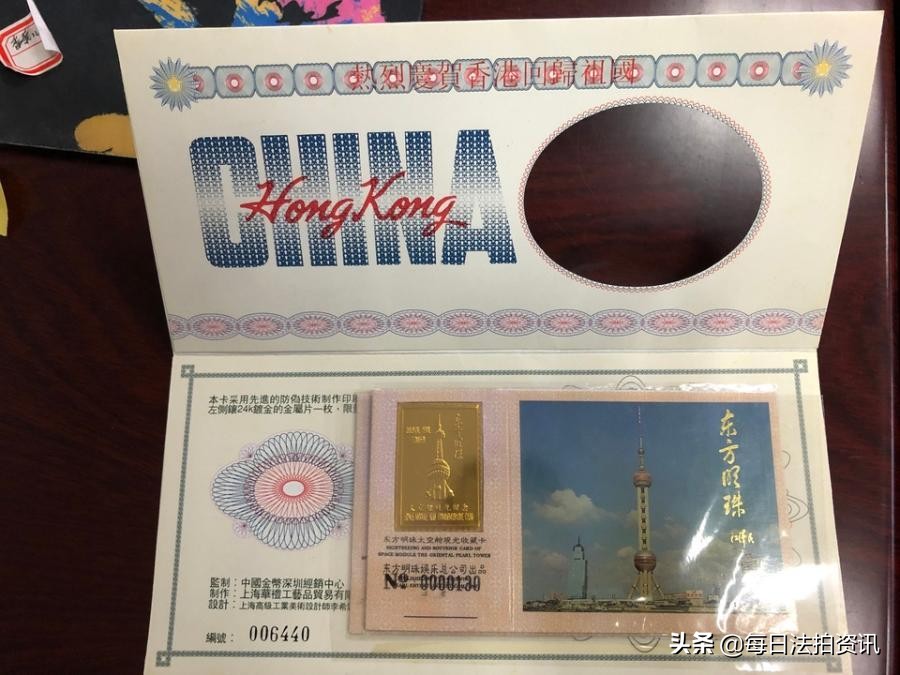 熱烈慶賀香港回歸祖國
CHINA
Hong Kong
本卡采用先進的防偽技術制作印刷
左側鑲24k鍍金的金屬片一枚，限
監制：中國金幣深圳經銷中心
制作：上海華禮工藝品貿易有限
設計：上海高級工業美術設計師李希
編號：006440
东方明珠
东方明珠太空舱观光收藏卡
SIGHTSEEING AND SOUVENIR CARD OF
SPACE MODULE THE ORIENTAL PEARL TOWER
东方明珠娱乐总公司出品
№ 0000130
东方明珠
头条 @每日法拍资讯